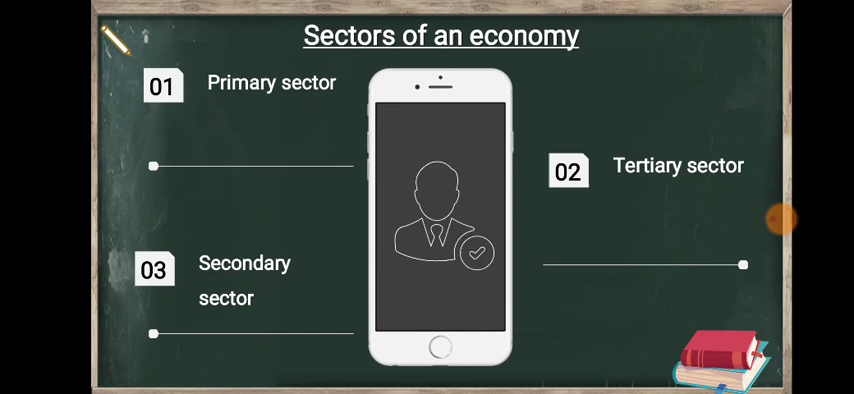 Sectors of an economy
01
Primary sector
02
Tertiary sector
03
Secondary
sector